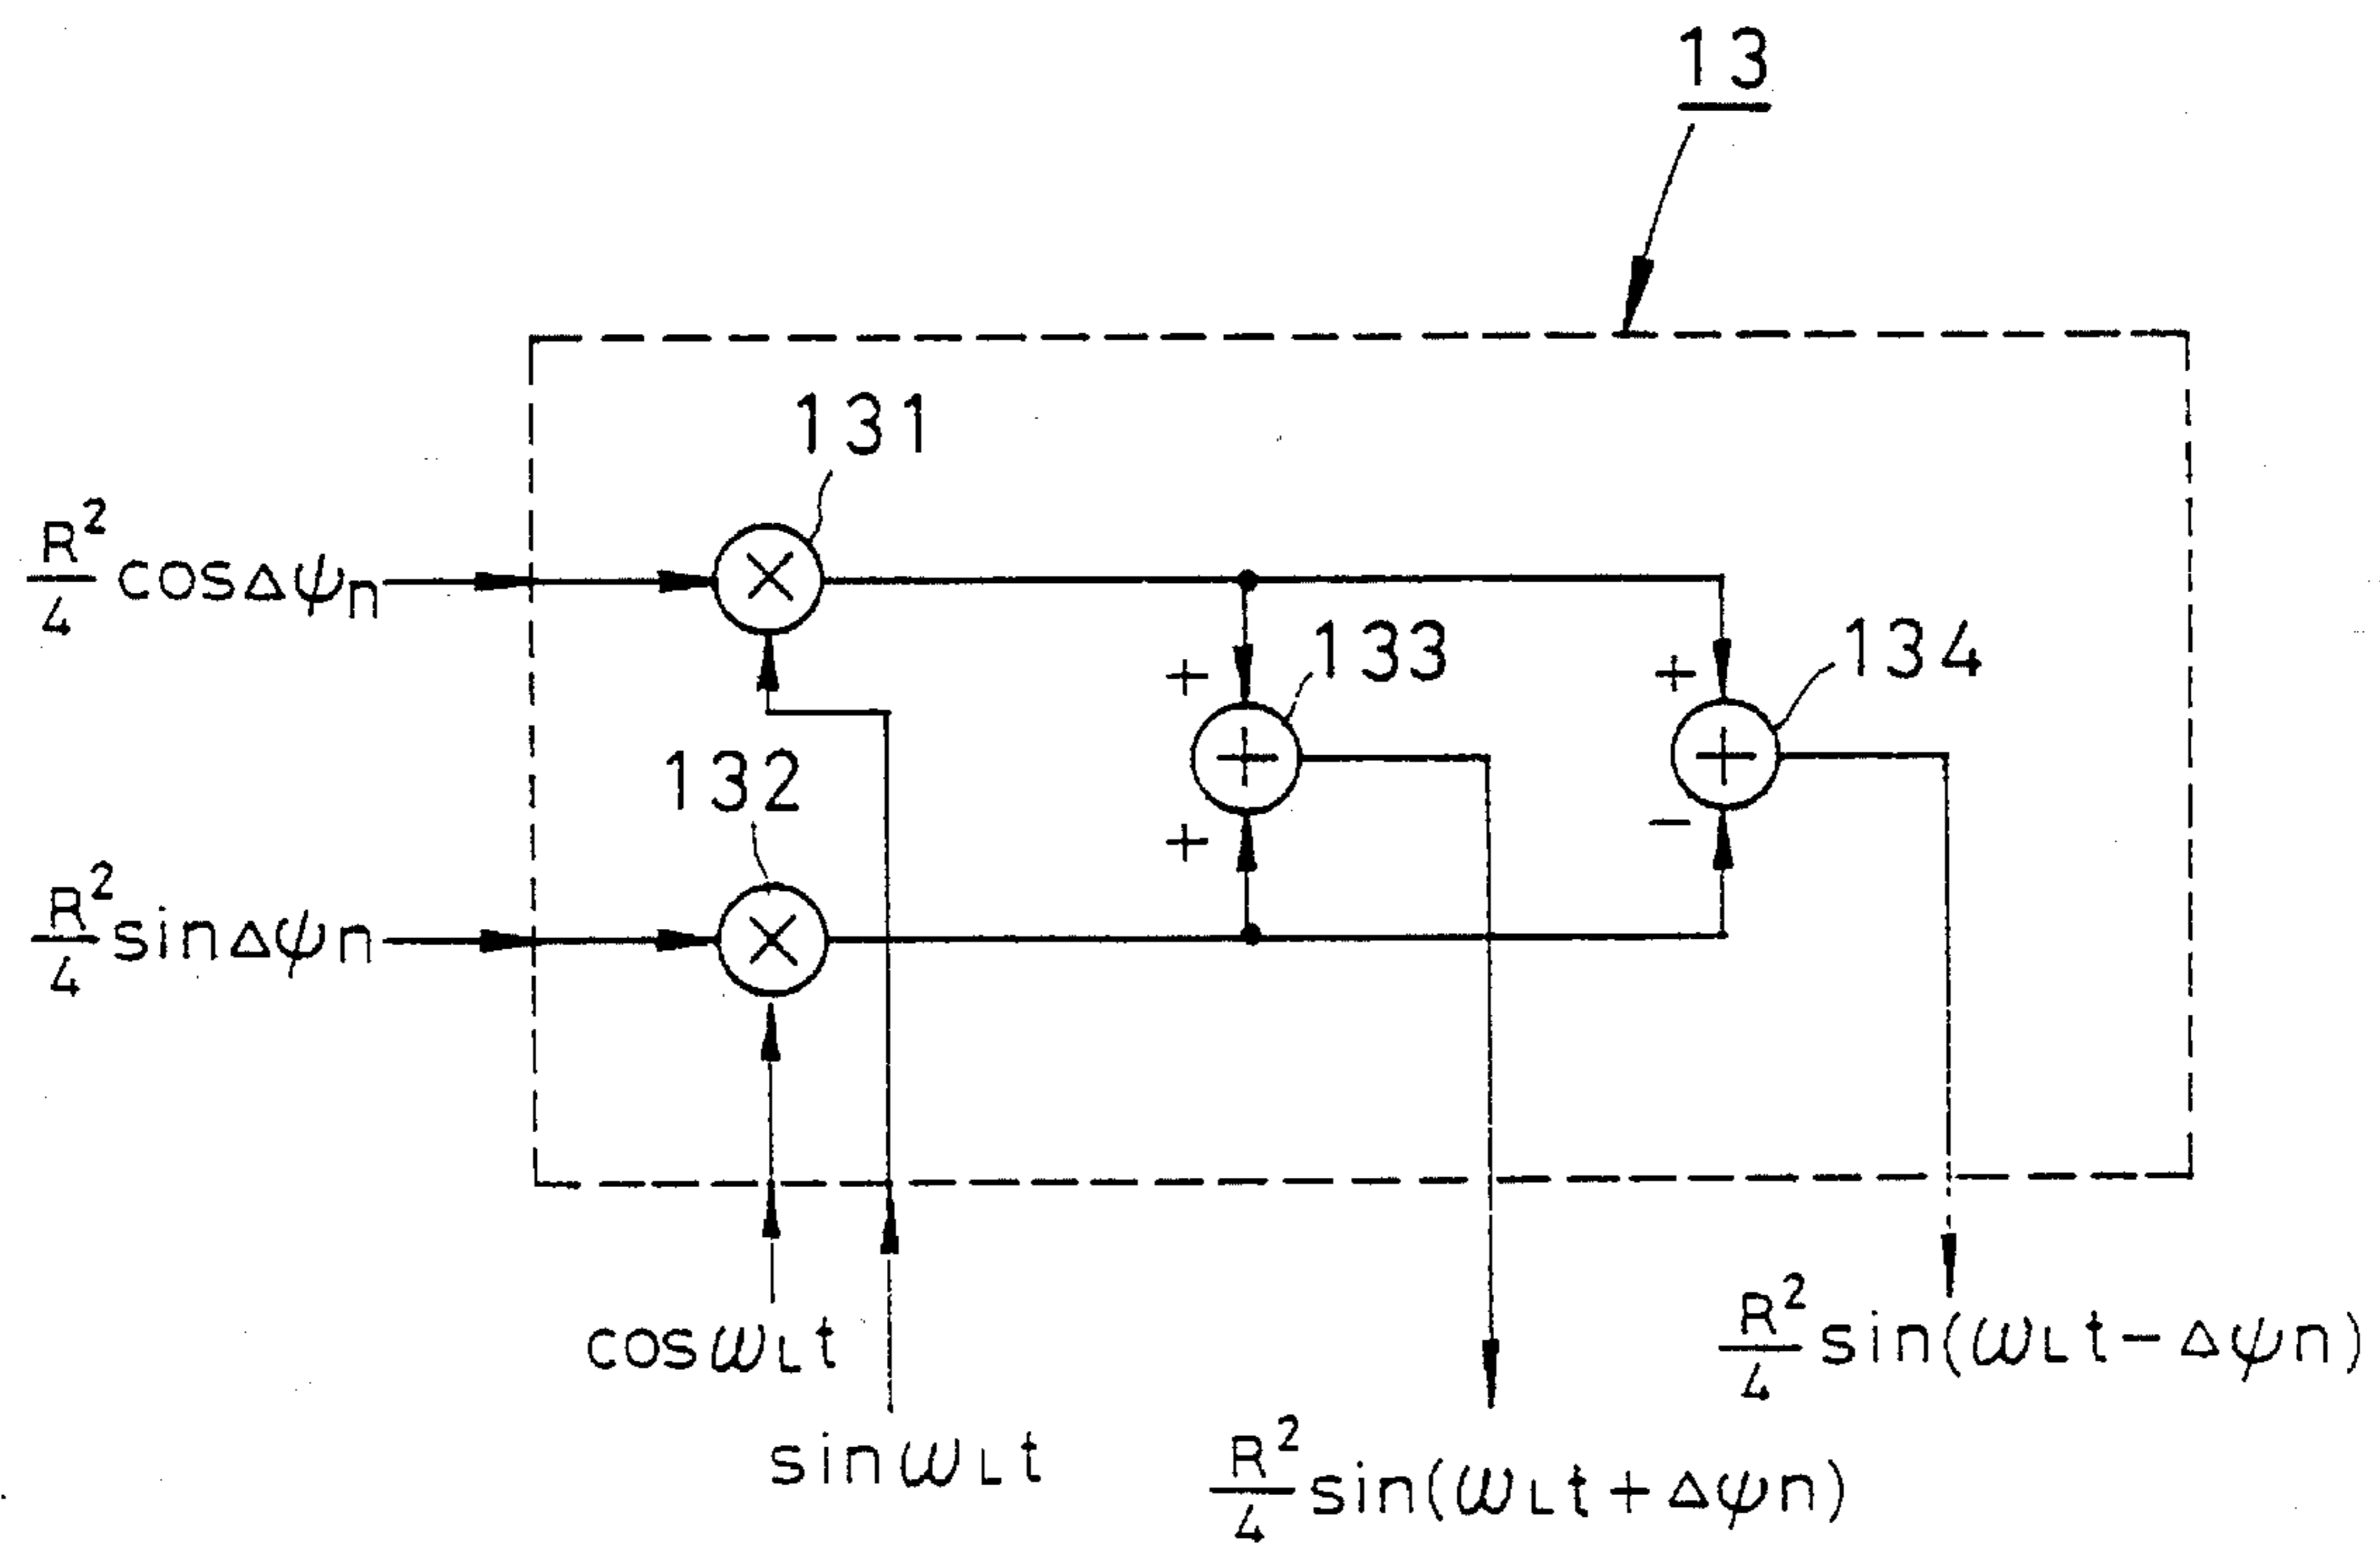 13
131
R²/4 cosΔψn
133
134
+
+
132
+
−
R²/4 sinΔψn
cosωLt
sinωLt
R²/4 sin(ωLt−Δψn)
R²/4 sin(ωLt+Δψn)